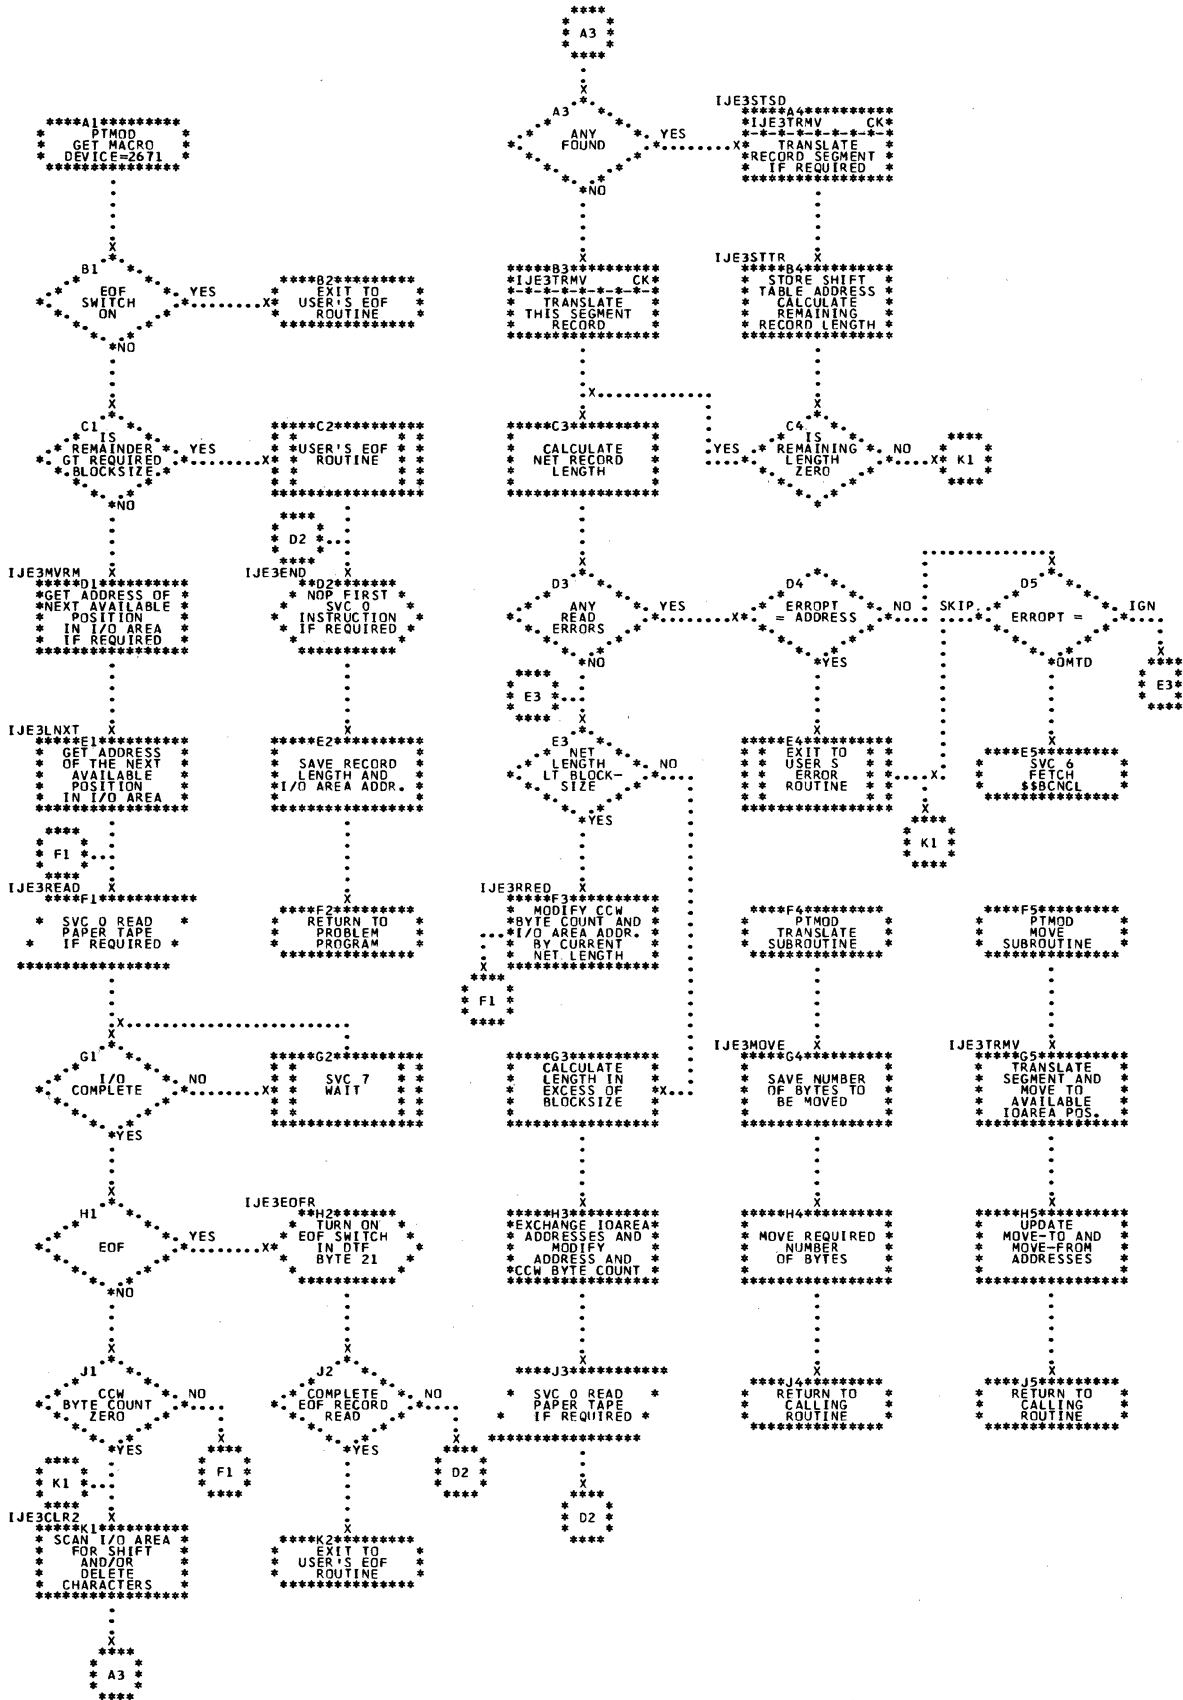 A3
A1
PTMOD
GET MACRO
DEVICE=2671
A3
ANY
FOUND
YES
NO
IJE3STSD
A4
IJE3TRMV CK
TRANSLATE
RECORD SEGMENT
IF REQUIRED
B1
EOF
SWITCH
ON
YES
NO
B2
EXIT TO
USER'S EOF
ROUTINE
B3
IJE3TRMV CK
TRANSLATE
THIS SEGMENT
RECORD
IJE3STTR
B4
STORE SHIFT
TABLE ADDRESS
CALCULATE
REMAINING
RECORD LENGTH
C1
IS
REMAINDER
GT REQUIRED
BLOCKSIZE
YES
NO
C2
USER'S EOF
ROUTINE
C3
CALCULATE
NET RECORD
LENGTH
YES
C4
IS
REMAINING
LENGTH
ZERO
NO
K1
D2
IJE3MVRM
D1
GET ADDRESS OF
NEXT AVAILABLE
POSITION
IN I/O AREA
IF REQUIRED
IJE3END
D2
NOP FIRST
SVC 0
INSTRUCTION
IF REQUIRED
D3
ANY
READ
ERRORS
YES
NO
D4
ERROPT
= ADDRESS
NO
YES
SKIP
D5
ERROPT =
IGN
OMTD
E3
E3
IJE3LNXT
E1
GET ADDRESS
OF THE NEXT
AVAILABLE
POSITION
IN I/O AREA
E2
SAVE RECORD
LENGTH AND
I/O AREA ADDR.
E3
NET
LENGTH
LT BLOCK-
SIZE
NO
YES
E4
EXIT TO
USER S
ERROR
ROUTINE
K1
E5
SVC 6
FETCH
$$BCNCL
F1
IJE3READ
F1
SVC 0 READ
PAPER TAPE
IF REQUIRED
F2
RETURN TO
PROBLEM
PROGRAM
IJE3RRED
F3
MODIFY CCW
BYTE COUNT AND
I/O AREA ADDR.
BY CURRENT
NET LENGTH
F1
F4
PTMOD
TRANSLATE
SUBROUTINE
F5
PTMOD
MOVE
SUBROUTINE
G1
I/O
COMPLETE
NO
YES
G2
SVC 7
WAIT
G3
CALCULATE
LENGTH IN
EXCESS OF
BLOCKSIZE
IJE3MOVE
G4
SAVE NUMBER
OF BYTES TO
BE MOVED
IJE3TRMV
G5
TRANSLATE
SEGMENT AND
MOVE TO
AVAILABLE
IOAREA POS.
H1
EOF
YES
NO
IJE3EOFR
H2
TURN ON
EOF SWITCH
IN DTF
BYTE 21
H3
EXCHANGE IOAREA
ADDRESSES AND
MODIFY
ADDRESS AND
CCW BYTE COUNT
H4
MOVE REQUIRED
NUMBER
OF BYTES
H5
UPDATE
MOVE-TO AND
MOVE-FROM
ADDRESSES
J1
CCW
BYTE COUNT
ZERO
NO
YES
F1
J2
COMPLETE
EOF RECORD
READ
NO
YES
D2
J3
SVC 0 READ
PAPER TAPE
IF REQUIRED
D2
J4
RETURN TO
CALLING
ROUTINE
J5
RETURN TO
CALLING
ROUTINE
K1
IJE3CLR2
K1
SCAN I/O AREA
FOR SHIFT
AND/OR
DELETE
CHARACTERS
K2
EXIT TO
USER'S EOF
ROUTINE
A3